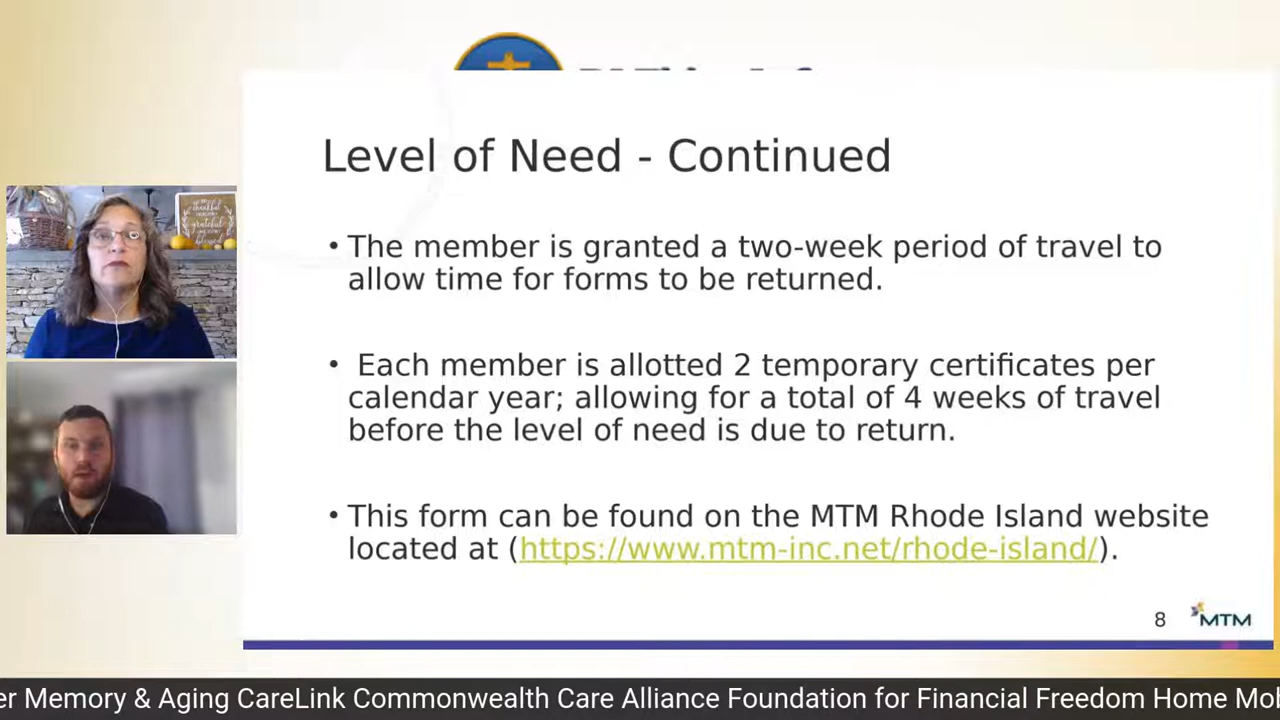 Level of Need - Continued
• The member is granted a two-week period of travel to
allow time for forms to be returned.
• Each member is allotted 2 temporary certificates per
calendar year; allowing for a total of 4 weeks of travel
before the level of need is due to return.
• This form can be found on the MTM Rhode Island website
located at (https://www.mtm-inc.net/rhode-island/).
8
MTM
thankful
grateful
blessed
er Memory & Aging CareLink Commonwealth Care Alliance Foundation for Financial Freedom Home Mo